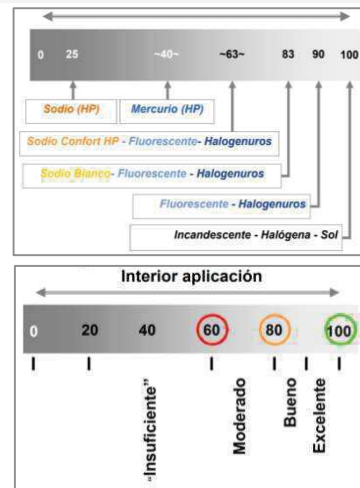 0 25 ~40~ ~63~ 83 90 100
Sodio (HP) Mercurio (HP)
Sodio Confort HP - Fluorescente- Halogenuros
Sodio Blanco- Fluorescente - Halogenuros
Fluorescente - Halogenuros
Incandescente - Halógena - Sol
Interior aplicación
0 20 40 60 80 100
"Insuficiente"
Moderado
Bueno
Excelente